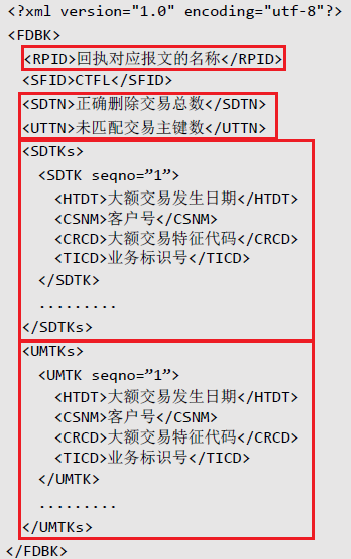 <?xml version="1.0" encoding="utf-8"?>
<FDBK>
<RPID>回执对应报文的名称</RPID>
<SFID>CTFL</SFID>
<SDTN>正确删除交易总数</SDTN>
<UTTN>未匹配交易主键数</UTTN>
<SDTKs>
<SDTK seqno=”1”>
<HTDT>大额交易发生日期</HTDT>
<CSNM>客户号</CSNM>
<CRCD>大额交易特征代码</CRCD>
<TICD>业务标识号</TICD>
</SDTK>
.........
</SDTKs>
<UMTKs>
<UMTK seqno=”1”>
<HTDT>大额交易发生日期</HTDT>
<CSNM>客户号</CSNM>
<CRCD>大额交易特征代码</CRCD>
<TICD>业务标识号</TICD>
</UMTK>
.........
</UMTKs>
</FDBK>